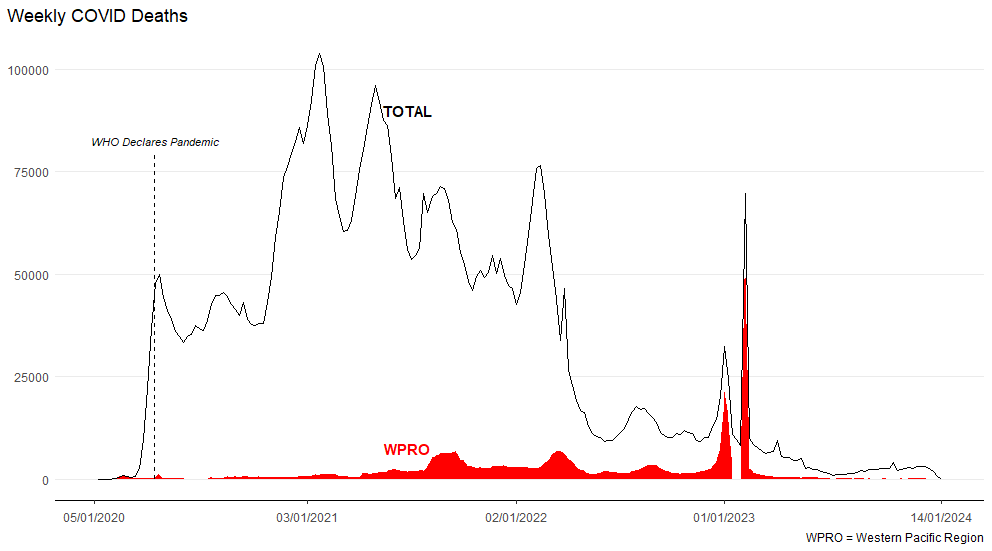 Weekly COVID Deaths
100000
TOTAL
WHO Declares Pandemic
75000
50000
25000
WPRO
0
05/01/2020 03/01/2021 02/01/2022 01/01/2023 14/01/2024
WPRO = Western Pacific Region